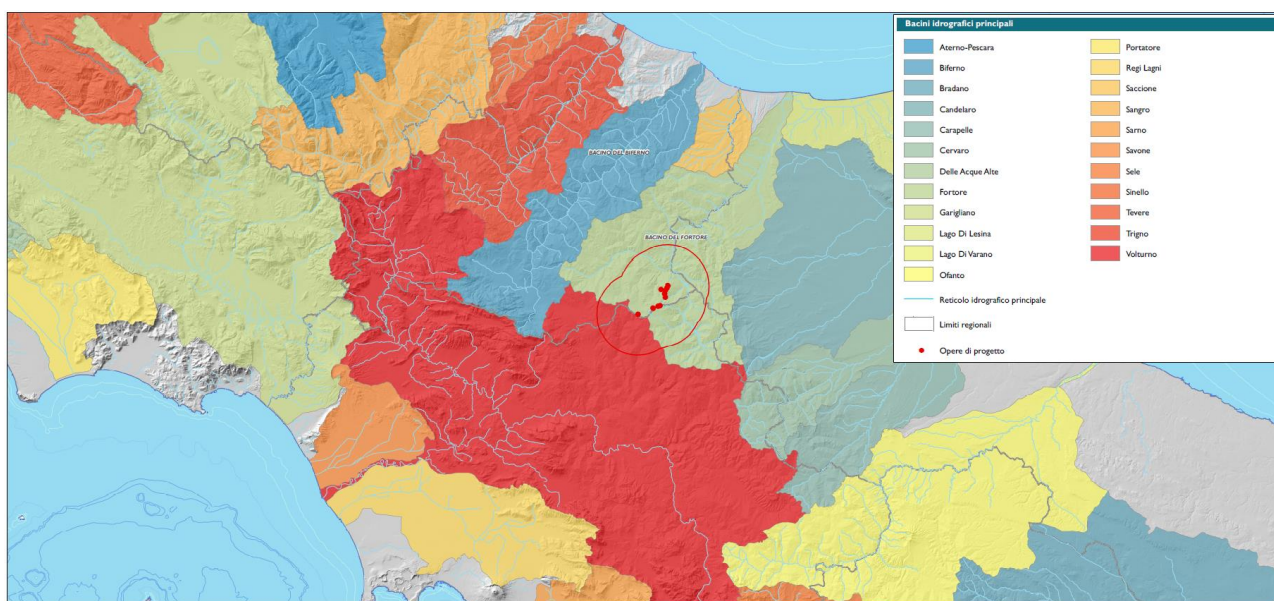 Bacini idrografici principali
Aterno-Pescara
Biferno
Bradano
Candelaro
Carapelle
Cervaro
Delle Acque Alte
Fortore
Garigliano
Lago Di Lesina
Lago Di Varano
Ofanto
Portatore
Regi Lagni
Saccione
Sangro
Sarno
Savone
Sele
Sinello
Tevere
Trigno
Volturno
Reticolo idrografico principale
Limiti regionali
Opere di progetto
BACINO DEL BIFERNO
BACINO DEL FORTORE